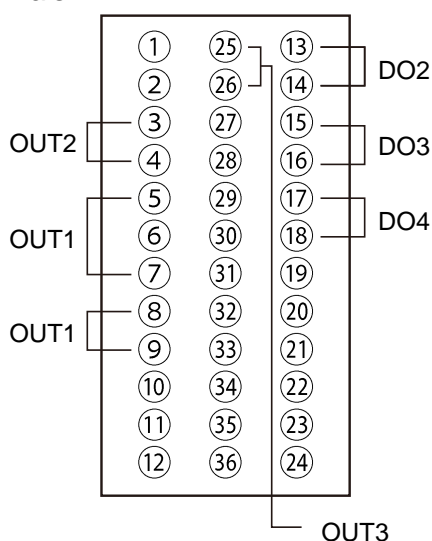 ① ㉕ ⑬
② ㉖ ⑭
DO2
③ ㉗ ⑮
OUT2
④ ㉘ ⑯
DO3
⑤ ㉙ ⑰
⑥ ㉚ ⑱
DO4
OUT1
⑦ ㉛ ⑲
⑧ ㉜ ⑳
OUT1
⑨ ㉝ ㉑
⑩ ㉞ ㉒
⑪ ㉟ ㉓
⑫ ㊱ ㉔
OUT3